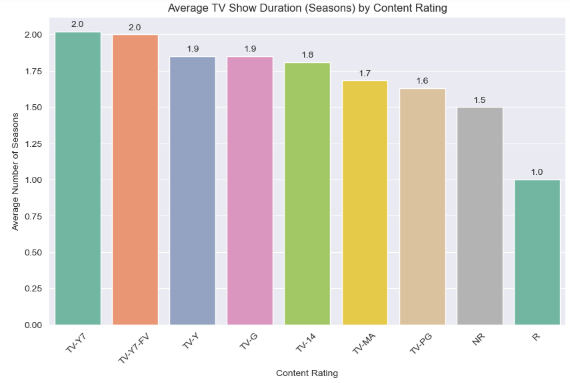 Average TV Show Duration (Seasons) by Content Rating
2.0
2.0
1.9
1.9
1.8
1.7
1.6
1.5
1.0
2.00
1.75
1.50
1.25
1.00
0.75
0.50
0.25
0.00
Average Number of Seasons
TV-Y7
TV-Y7-FV
TV-Y
TV-G
TV-14
TV-MA
TV-PG
NR
R
Content Rating